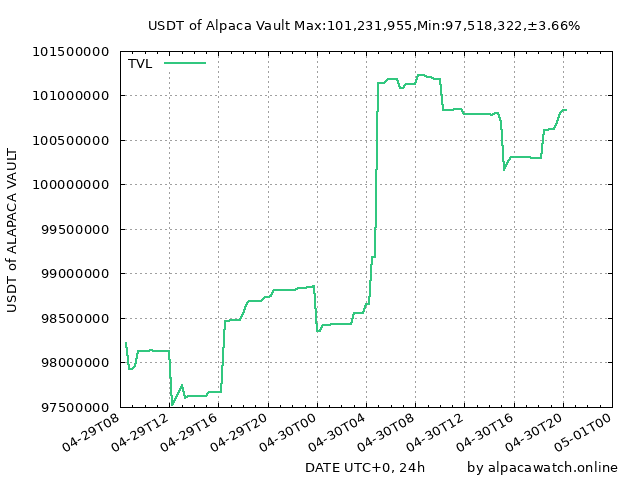 USDT of Alpaca Vault Max:101,231,955,Min:97,518,322,±3.66%
TVL
101500000
101000000
100500000
100000000
99500000
99000000
98500000
98000000
97500000
USDT of ALAPACA VAULT
04-29T08 04-29T12 04-29T16 04-29T20 04-30T00 04-30T04 04-30T08 04-30T12 04-30T16 04-30T20 05-01T00
DATE UTC+0, 24h by alpacawatch.online